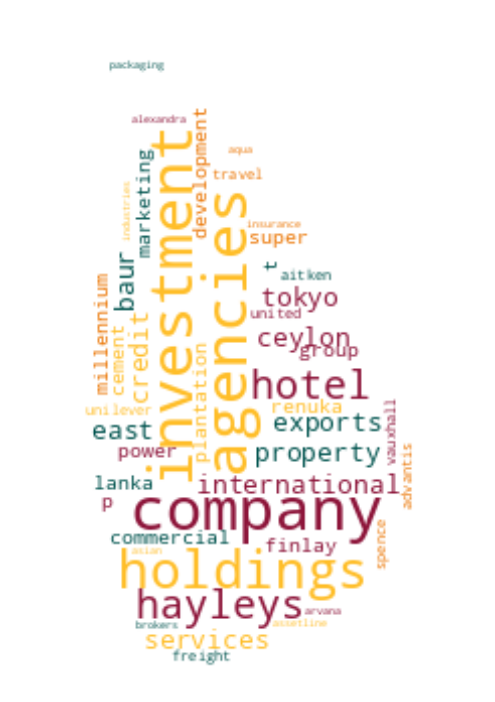 packaging
alexandra
development
investment
aqua
marketing
travel
industries
agencies
insurance
super
baur
t
aitken
millennium
tokyo
credit
united
cement
ceylon
group
plantation
hotel
unilever
renuka
vauxhall
east
exports
power
property
advantis
lanka
international
p
company
spence
commercial
finlay
asian
holdings
hayleys
arvana
brokers
assetline
services
freight